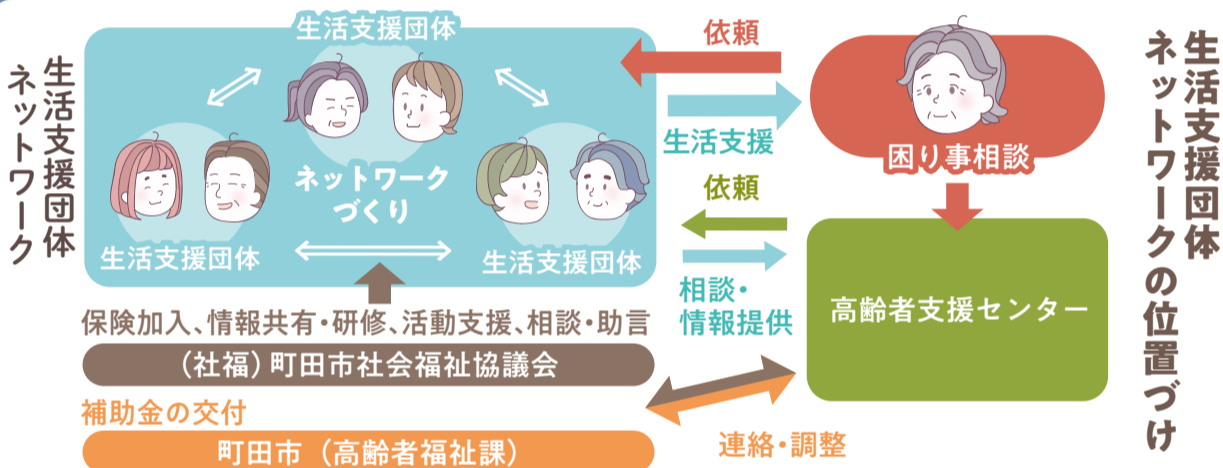 生活支援団体
ネットワークの位置づけ
生活支援団体
ネットワーク
生活支援団体
ネットワーク
づくり
生活支援団体
生活支援団体
依頼
生活支援
困り事相談
依頼
相談・
情報提供
高齢者支援センター
保険加入、情報共有・研修、活動支援、相談・助言
(社福)町田市社会福祉協議会
補助金の交付
町田市(高齢者福祉課)
連絡・調整